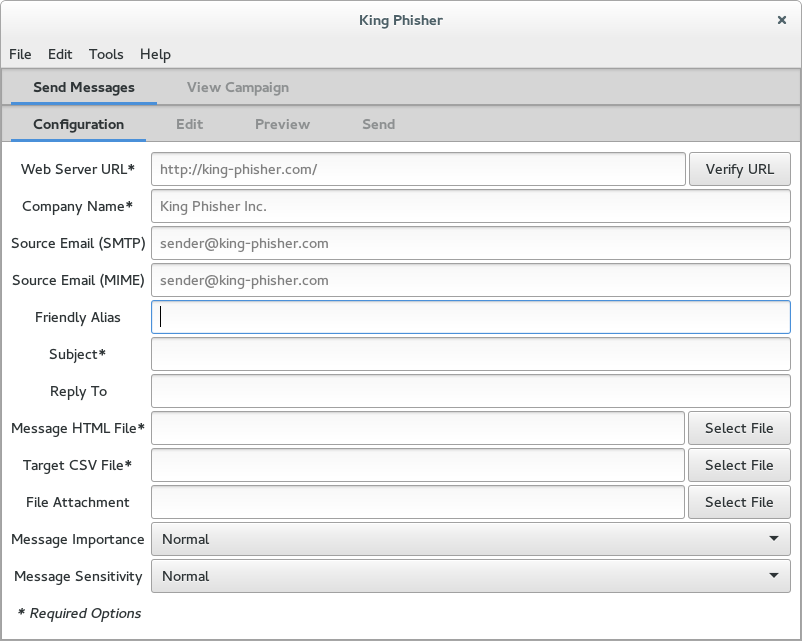 King Phisher ×
File Edit Tools Help
Send Messages View Campaign
Configuration Edit Preview Send
Web Server URL* http://king-phisher.com/ Verify URL
Company Name* King Phisher Inc.
Source Email (SMTP) sender@king-phisher.com
Source Email (MIME) sender@king-phisher.com
Friendly Alias
Subject*
Reply To
Message HTML File* Select File
Target CSV File* Select File
File Attachment Select File
Message Importance Normal
Message Sensitivity Normal
* Required Options